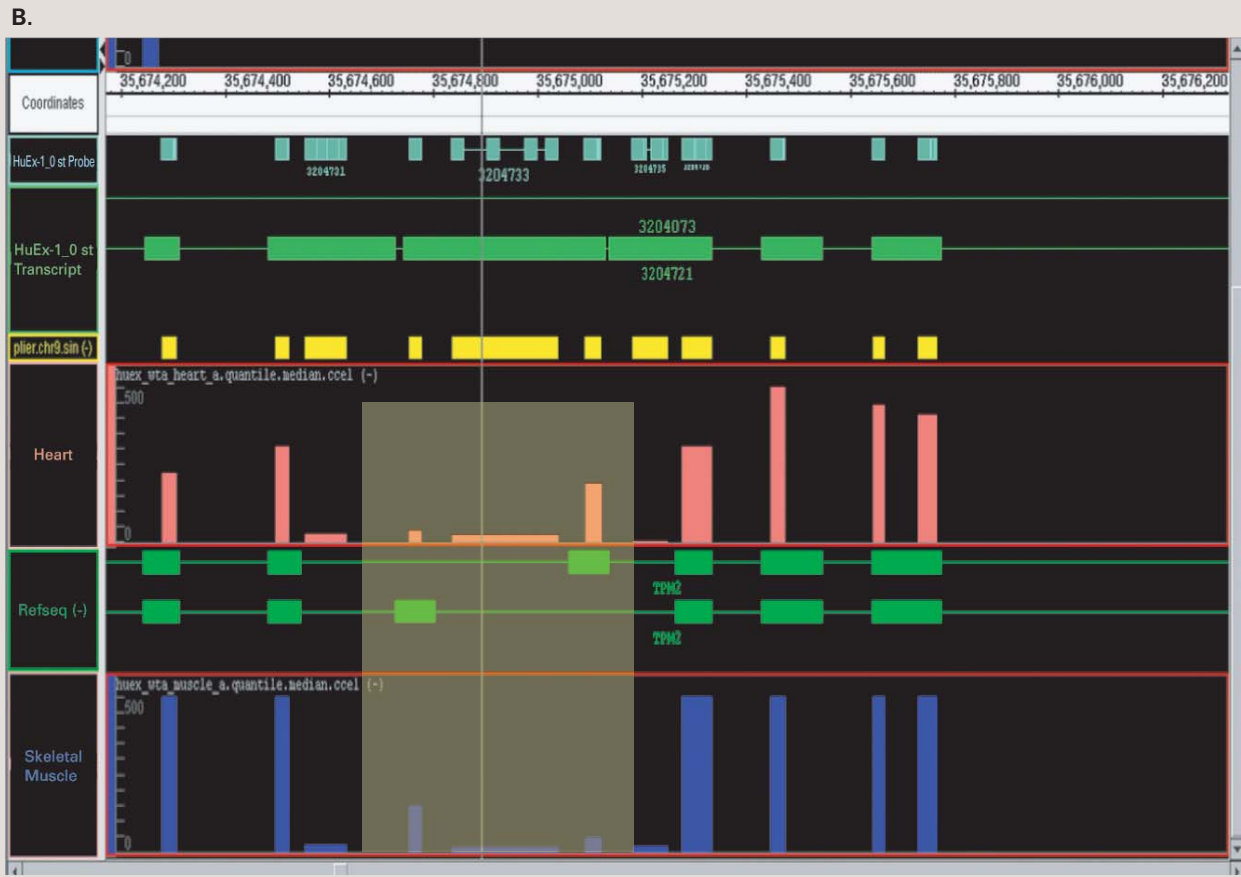 B.
0
35,674,200 35,674,400 35,674,600 35,674,800 35,675,000 35,675,200 35,675,400 35,675,600 35,675,800 35,676,000 35,676,200
Coordinates
HuEx-1_0 st Probe
3204731 3204733 3204735
3204073
HuEx-1_0 st
Transcript
3204721
plier.chr9.sin (-)
huex_wta_heart_a.quantile.median.ccel (-)
500
Heart
0
TPM2
Refseq (-)
TPM2
huex_wta_muscle_a.quantile.median.ccel (-)
500
Skeletal
Muscle
0